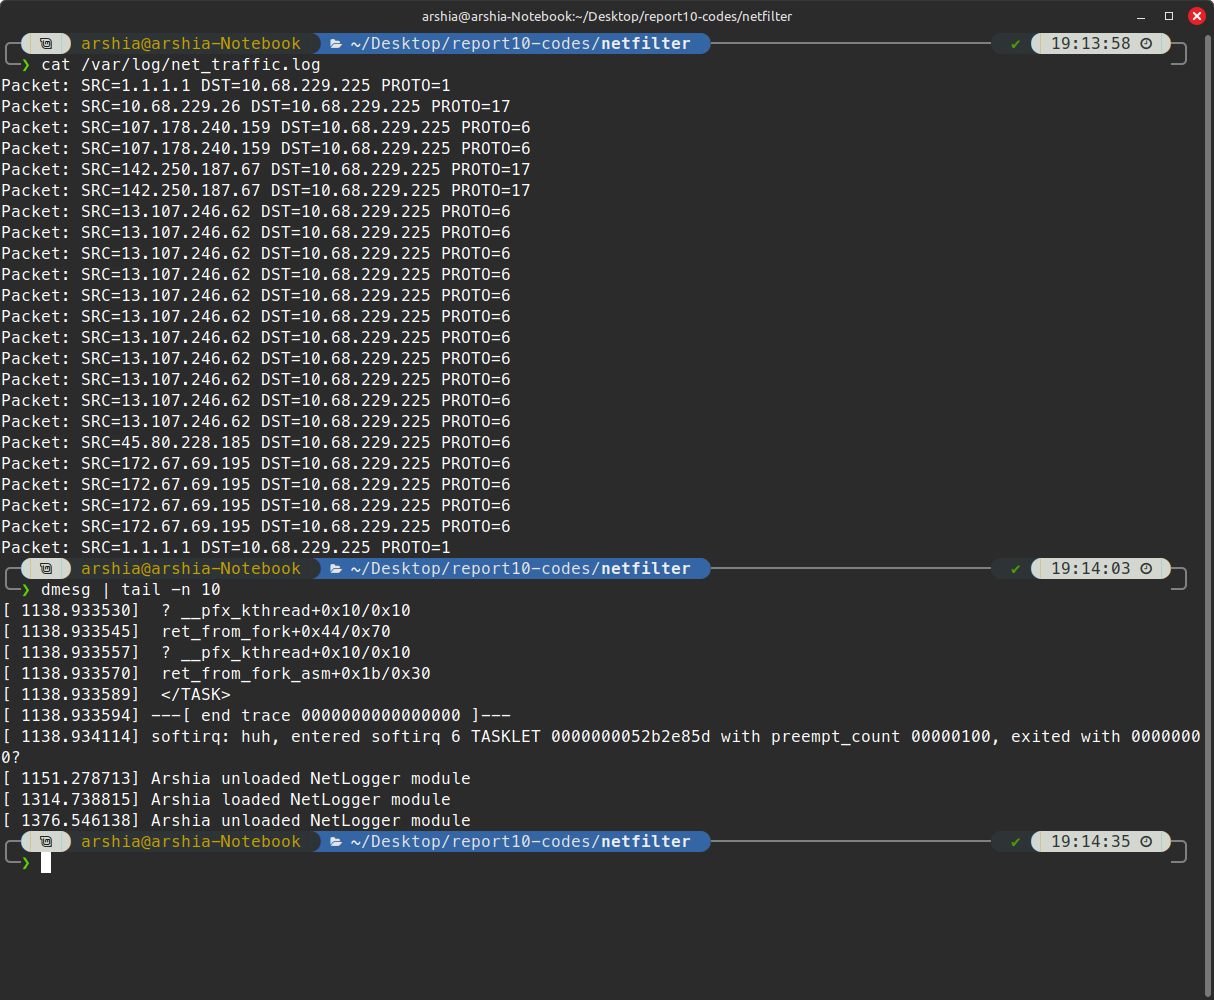 arshia@arshia-Notebook:~/Desktop/report10-codes/netfilter
arshia@arshia-Notebook ~/Desktop/report10-codes/netfilter ✔ 19:13:58
❯ cat /var/log/net_traffic.log
Packet: SRC=1.1.1.1 DST=10.68.229.225 PROTO=1
Packet: SRC=10.68.229.26 DST=10.68.229.225 PROTO=17
Packet: SRC=107.178.240.159 DST=10.68.229.225 PROTO=6
Packet: SRC=107.178.240.159 DST=10.68.229.225 PROTO=6
Packet: SRC=142.250.187.67 DST=10.68.229.225 PROTO=17
Packet: SRC=142.250.187.67 DST=10.68.229.225 PROTO=17
Packet: SRC=13.107.246.62 DST=10.68.229.225 PROTO=6
Packet: SRC=13.107.246.62 DST=10.68.229.225 PROTO=6
Packet: SRC=13.107.246.62 DST=10.68.229.225 PROTO=6
Packet: SRC=13.107.246.62 DST=10.68.229.225 PROTO=6
Packet: SRC=13.107.246.62 DST=10.68.229.225 PROTO=6
Packet: SRC=13.107.246.62 DST=10.68.229.225 PROTO=6
Packet: SRC=13.107.246.62 DST=10.68.229.225 PROTO=6
Packet: SRC=13.107.246.62 DST=10.68.229.225 PROTO=6
Packet: SRC=13.107.246.62 DST=10.68.229.225 PROTO=6
Packet: SRC=13.107.246.62 DST=10.68.229.225 PROTO=6
Packet: SRC=13.107.246.62 DST=10.68.229.225 PROTO=6
Packet: SRC=45.80.228.185 DST=10.68.229.225 PROTO=6
Packet: SRC=172.67.69.195 DST=10.68.229.225 PROTO=6
Packet: SRC=172.67.69.195 DST=10.68.229.225 PROTO=6
Packet: SRC=172.67.69.195 DST=10.68.229.225 PROTO=6
Packet: SRC=172.67.69.195 DST=10.68.229.225 PROTO=6
Packet: SRC=1.1.1.1 DST=10.68.229.225 PROTO=1
arshia@arshia-Notebook ~/Desktop/report10-codes/netfilter ✔ 19:14:03
❯ dmesg | tail -n 10
[ 1138.933530]  ? __pfx_kthread+0x10/0x10
[ 1138.933545]  ret_from_fork+0x44/0x70
[ 1138.933557]  ? __pfx_kthread+0x10/0x10
[ 1138.933570]  ret_from_fork_asm+0x1b/0x30
[ 1138.933589]  </TASK>
[ 1138.933594] ---[ end trace 0000000000000000 ]---
[ 1138.934114] softirq: huh, entered softirq 6 TASKLET 0000000052b2e85d with preempt_count 00000100, exited with 0000000
0?
[ 1151.278713] Arshia unloaded NetLogger module
[ 1314.738815] Arshia loaded NetLogger module
[ 1376.546138] Arshia unloaded NetLogger module
arshia@arshia-Notebook ~/Desktop/report10-codes/netfilter ✔ 19:14:35
❯